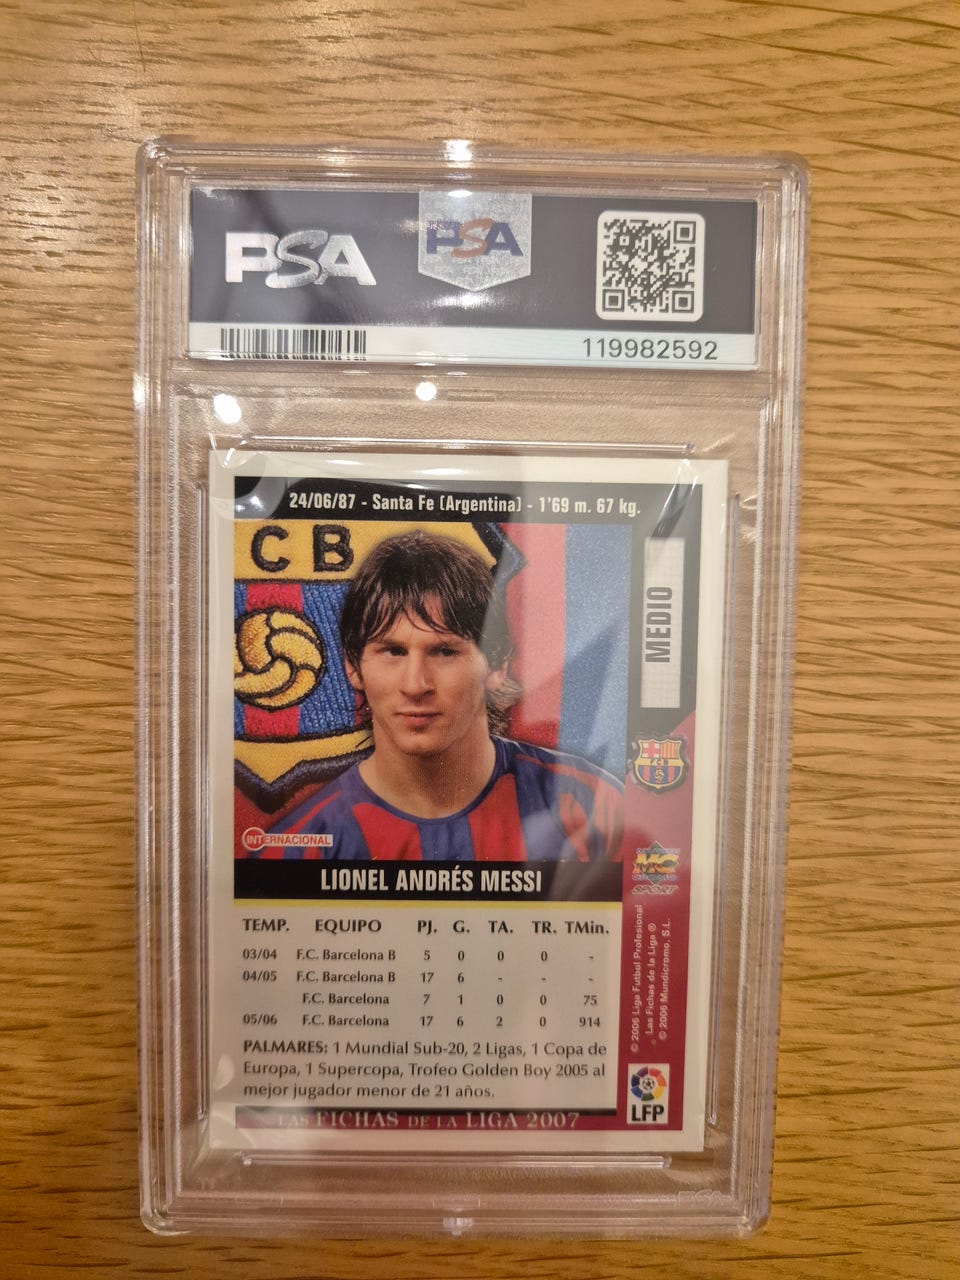 PSA
PSA
119982592
24/06/87 - Santa Fe (Argentina) - 1'69 m. 67 kg.
C B
MEDIO
FCB
INTERNACIONAL
MC
SPORT
LIONEL ANDRÉS MESSI
TEMP. EQUIPO PJ. G. TA. TR. TMin.
03/04 F.C. Barcelona B 5 0 0 0 -
04/05 F.C. Barcelona B 17 6 - - -
F.C. Barcelona 7 1 0 0 75
05/06 F.C. Barcelona 17 6 2 0 914
PALMARES: 1 Mundial Sub-20, 2 Ligas, 1 Copa de
Europa, 1 Supercopa, Trofeo Golden Boy 2005 al
mejor jugador menor de 21 años.
LAS FICHAS DE LA LIGA 2007
© 2006 Liga Futbol Profesional
Las Fichas de la Liga ®
© 2006 Mundicromo, S.L.
LFP